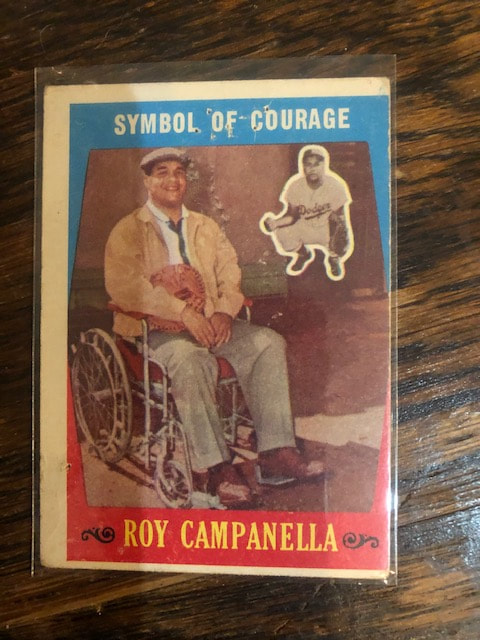 SYMBOL OF COURAGE
Dodgers
ROY CAMPANELLA